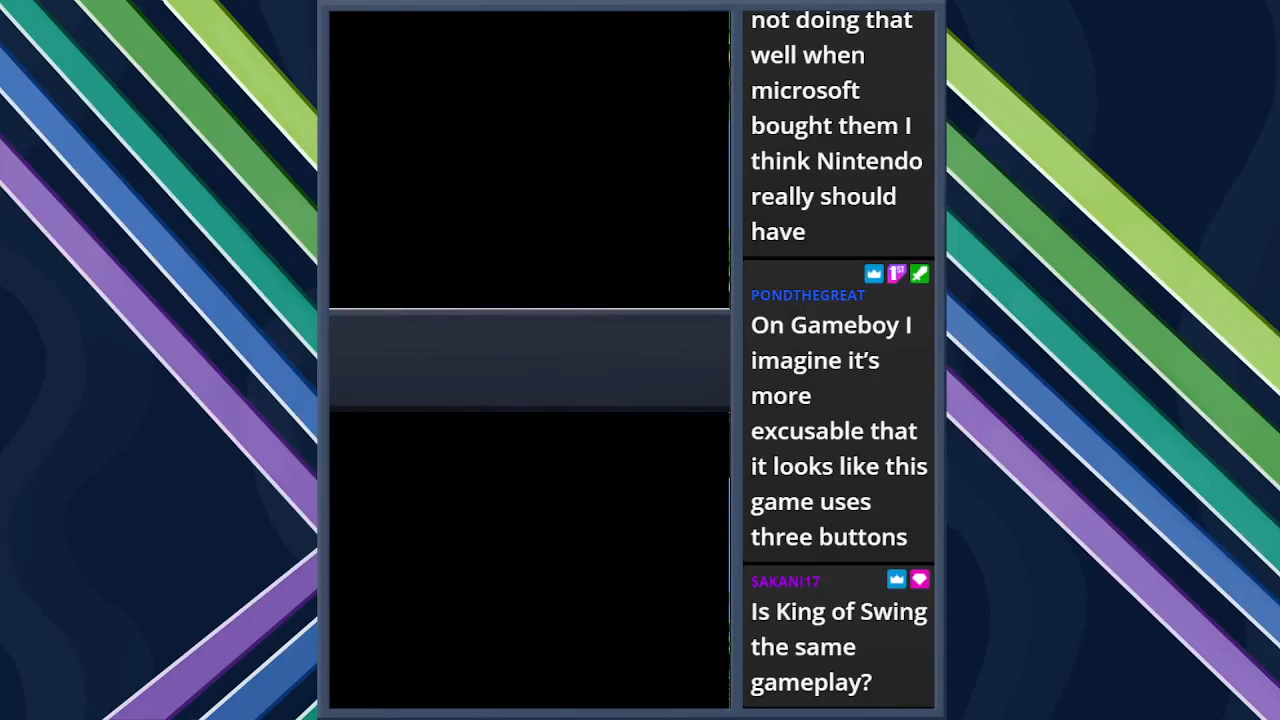 not doing that
well when
microsoft
bought them I
think Nintendo
really should
have
1ST
PONDTHEGREAT
On Gameboy I
imagine it’s
more
excusable that
it looks like this
game uses
three buttons
SAKANI17
Is King of Swing
the same
gameplay?